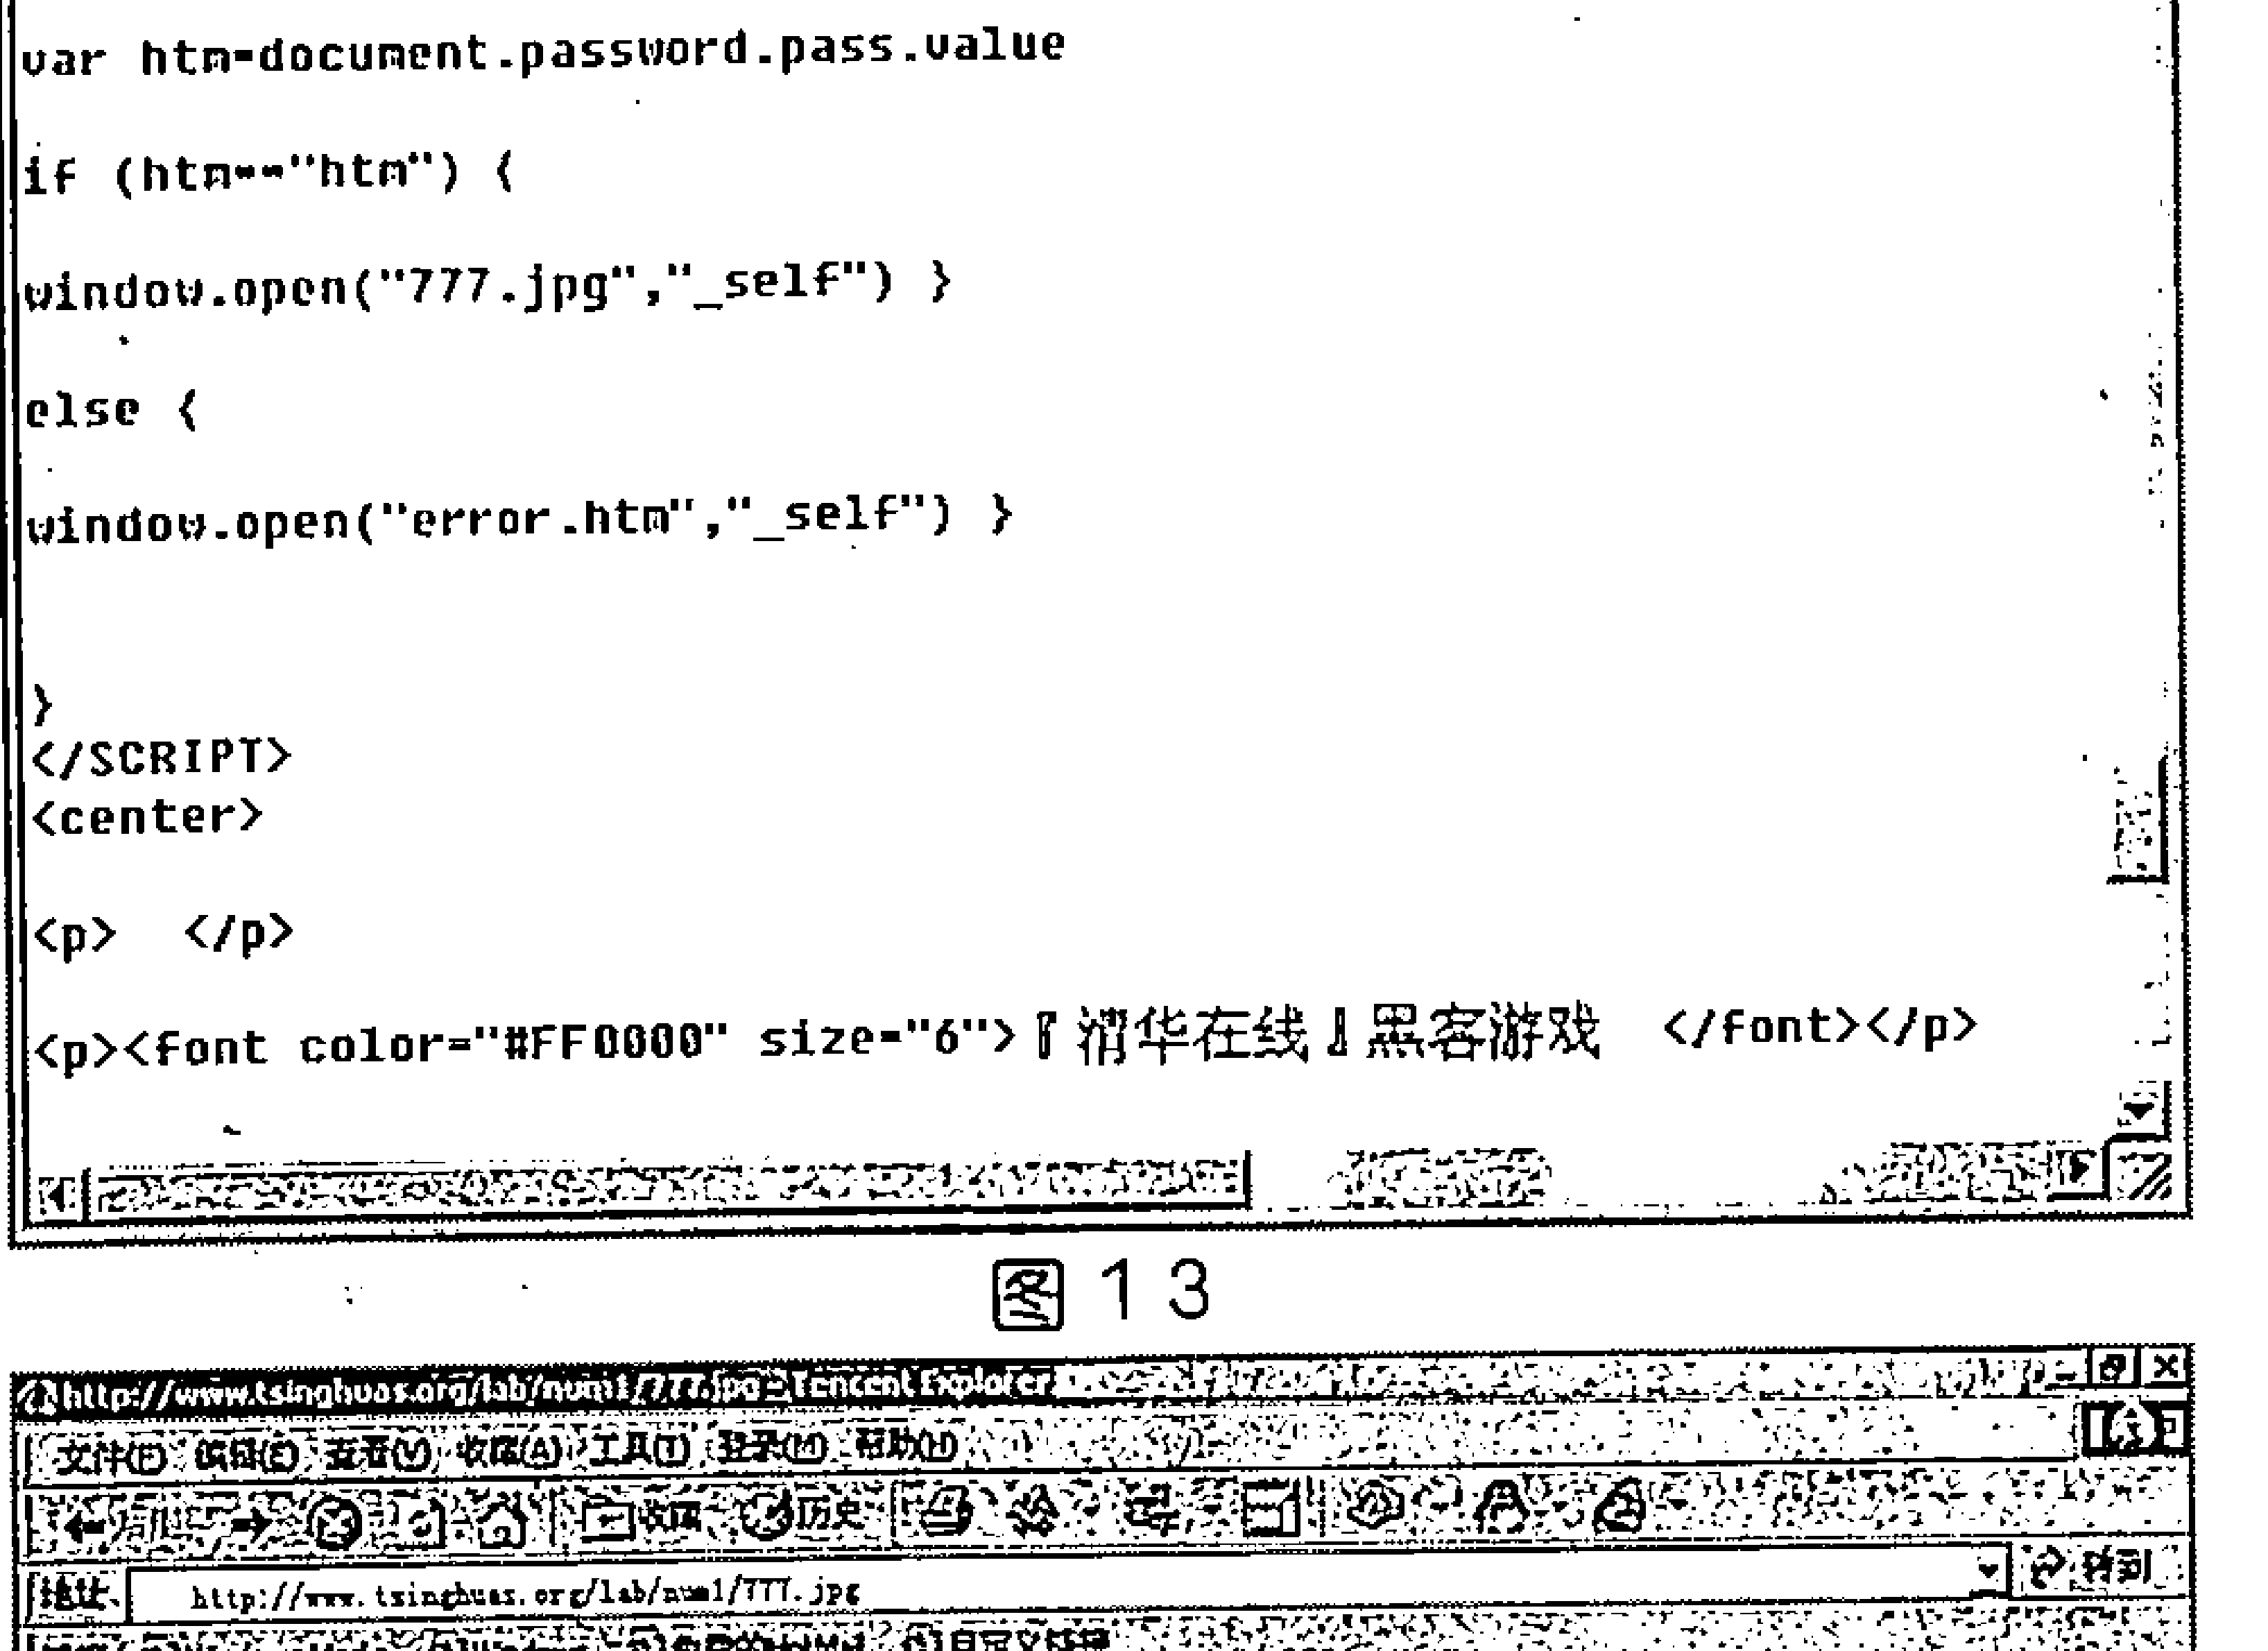 var htm=document.password.pass.value
if (htm=="htm") {
window.open("777.jpg","_self") }
else {
window.open("error.htm","_self") }
}
</SCRIPT>
<center>
<p>  </p>
<p><font color="#FF0000" size="6">『清华在线』黑客游戏  </font></p>
图 13
http://www.tsinghuas.org/lab/num1/777.jpg - Tencent Explorer
文件(F) 编辑(E) 查看(V) 收藏(A) 工具(T) 登录(M) 帮助(H)
收藏 历史
地址 http://www.tsinghuas.org/lab/num1/777.jpg 转到